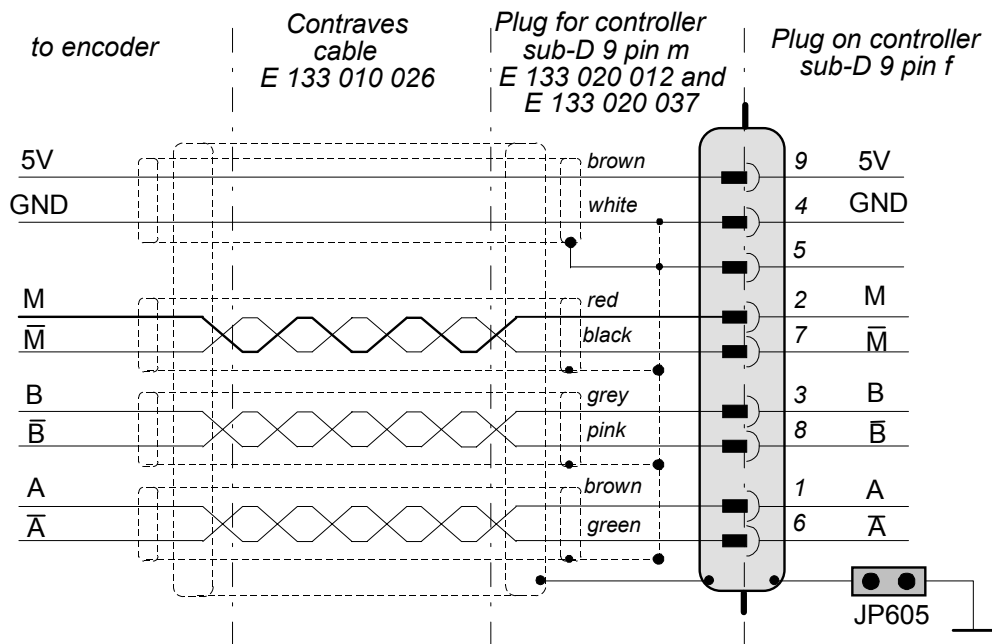 to encoder
Contraves
cable
E 133 010 026
Plug for controller
sub-D 9 pin m
E 133 020 012 and
E 133 020 037
Plug on controller
sub-D 9 pin f
5V brown 9 5V
GND white 4 GND
5
M red 2 M
M̅ black 7 M̅
B grey 3 B
B̅ pink 8 B̅
A brown 1 A
A̅ green 6 A̅
JP605